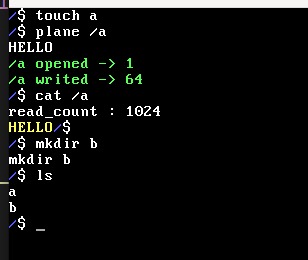 /$ touch a
/$ plane /a
HELLO
/a opened -> 1
/a writed -> 64
/$ cat /a
read_count : 1024
HELLO/$
/$ mkdir b
mkdir b
/$ ls
a
b
/$ _